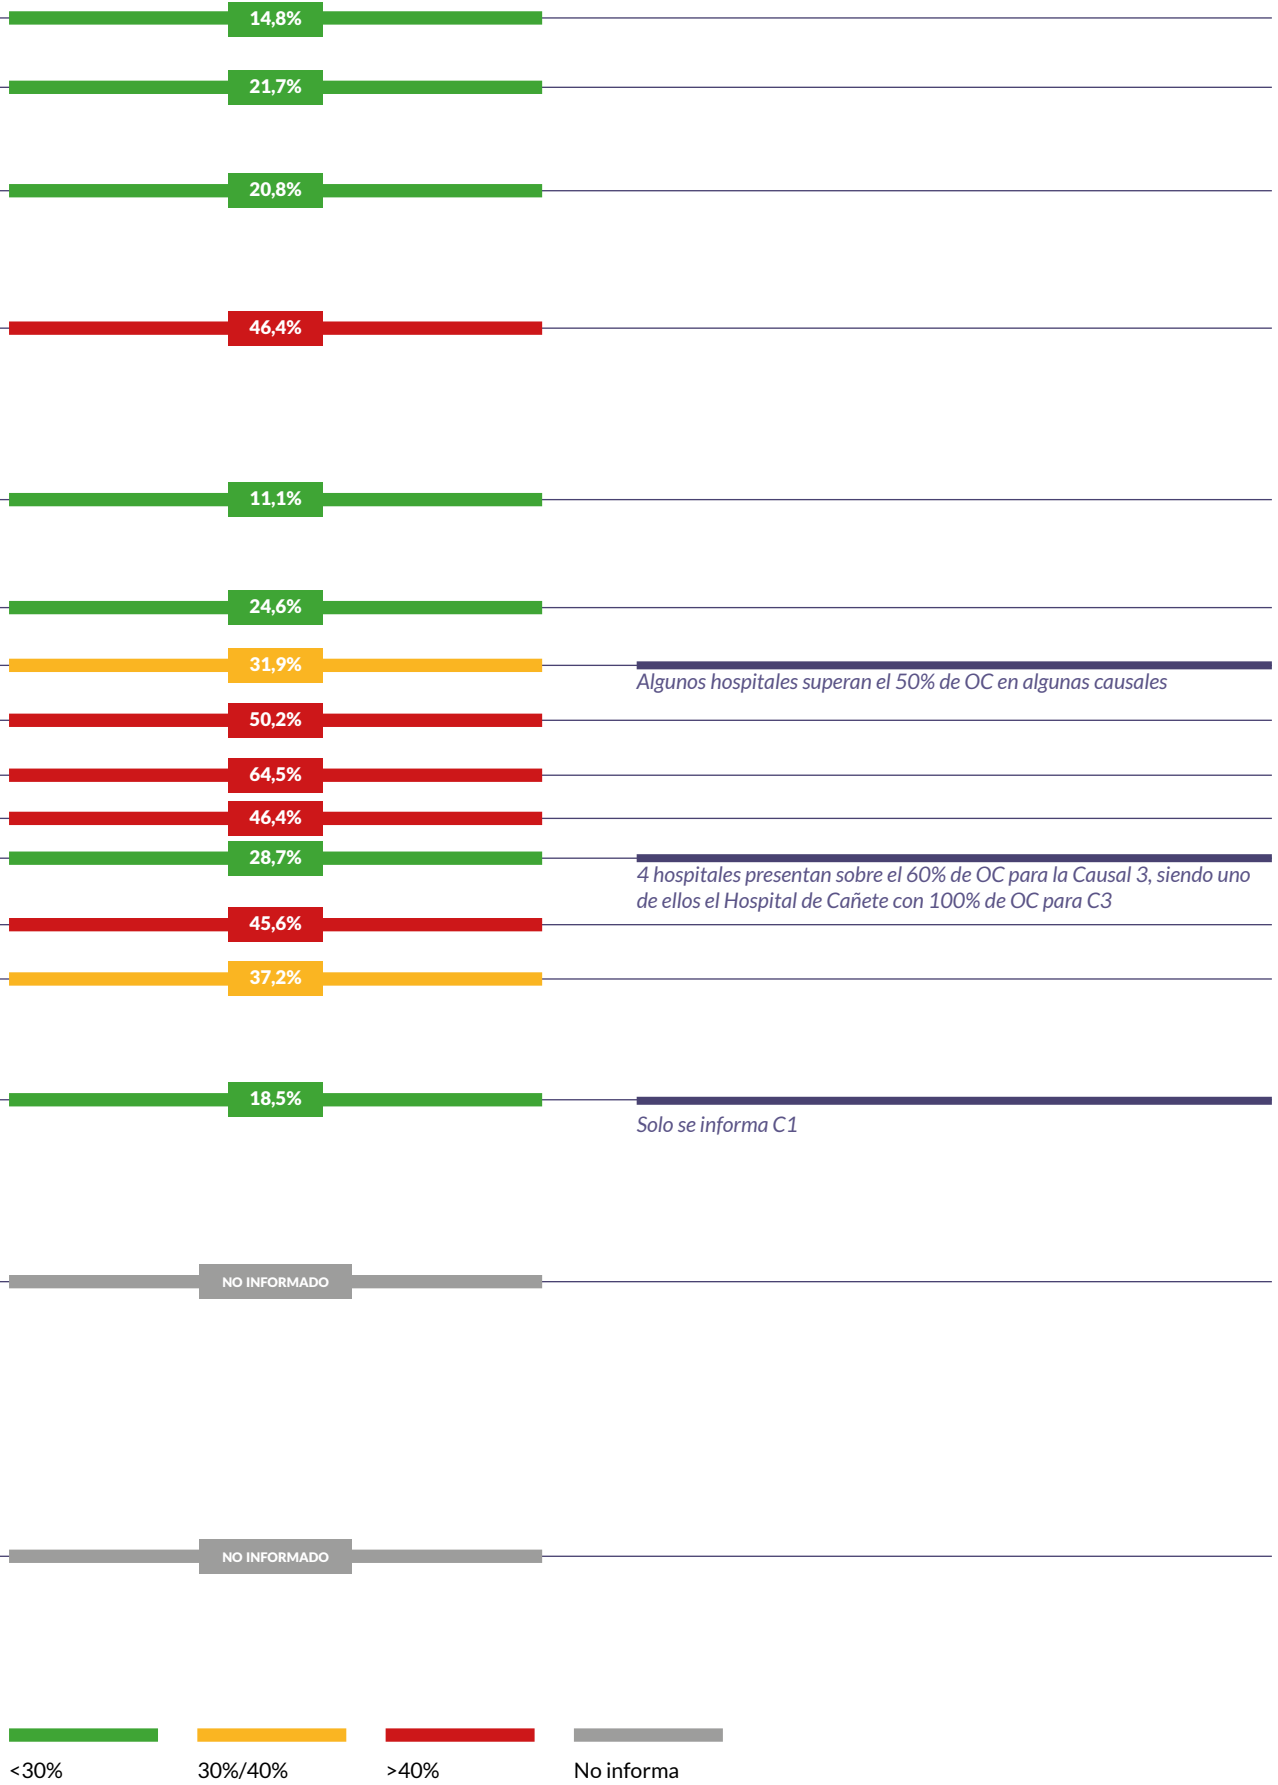 14,8%
21,7%
20,8%
46,4%
11,1%
24,6%
31,9%
Algunos hospitales superan el 50% de OC en algunas causales
50,2%
64,5%
46,4%
28,7%
4 hospitales presentan sobre el 60% de OC para la Causal 3, siendo uno
de ellos el Hospital de Cañete con 100% de OC para C3
45,6%
37,2%
18,5%
Solo se informa C1
NO INFORMADO
NO INFORMADO
<30%
30%/40%
>40%
No informa